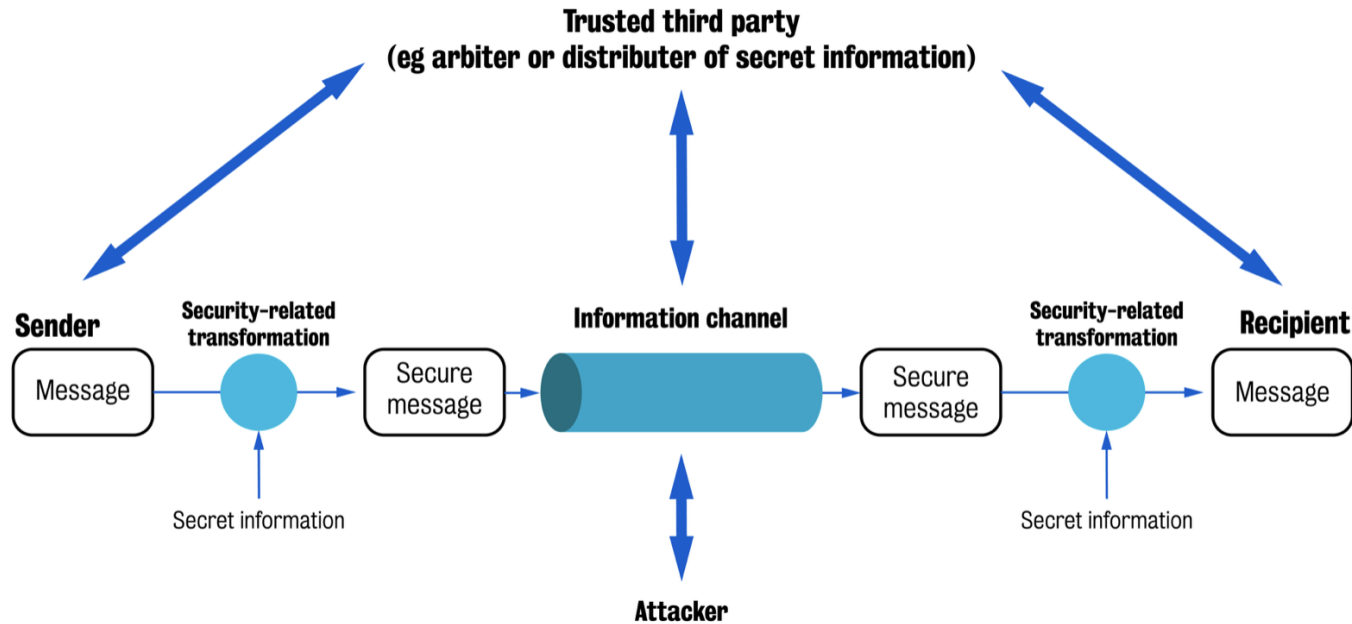 Trusted third party
(eg arbiter or distributer of secret information)
Sender
Security-related
transformation
Information channel
Security-related
transformation
Recipient
Message
Secure
message
Secure
message
Message
Secret information
Secret information
Attacker